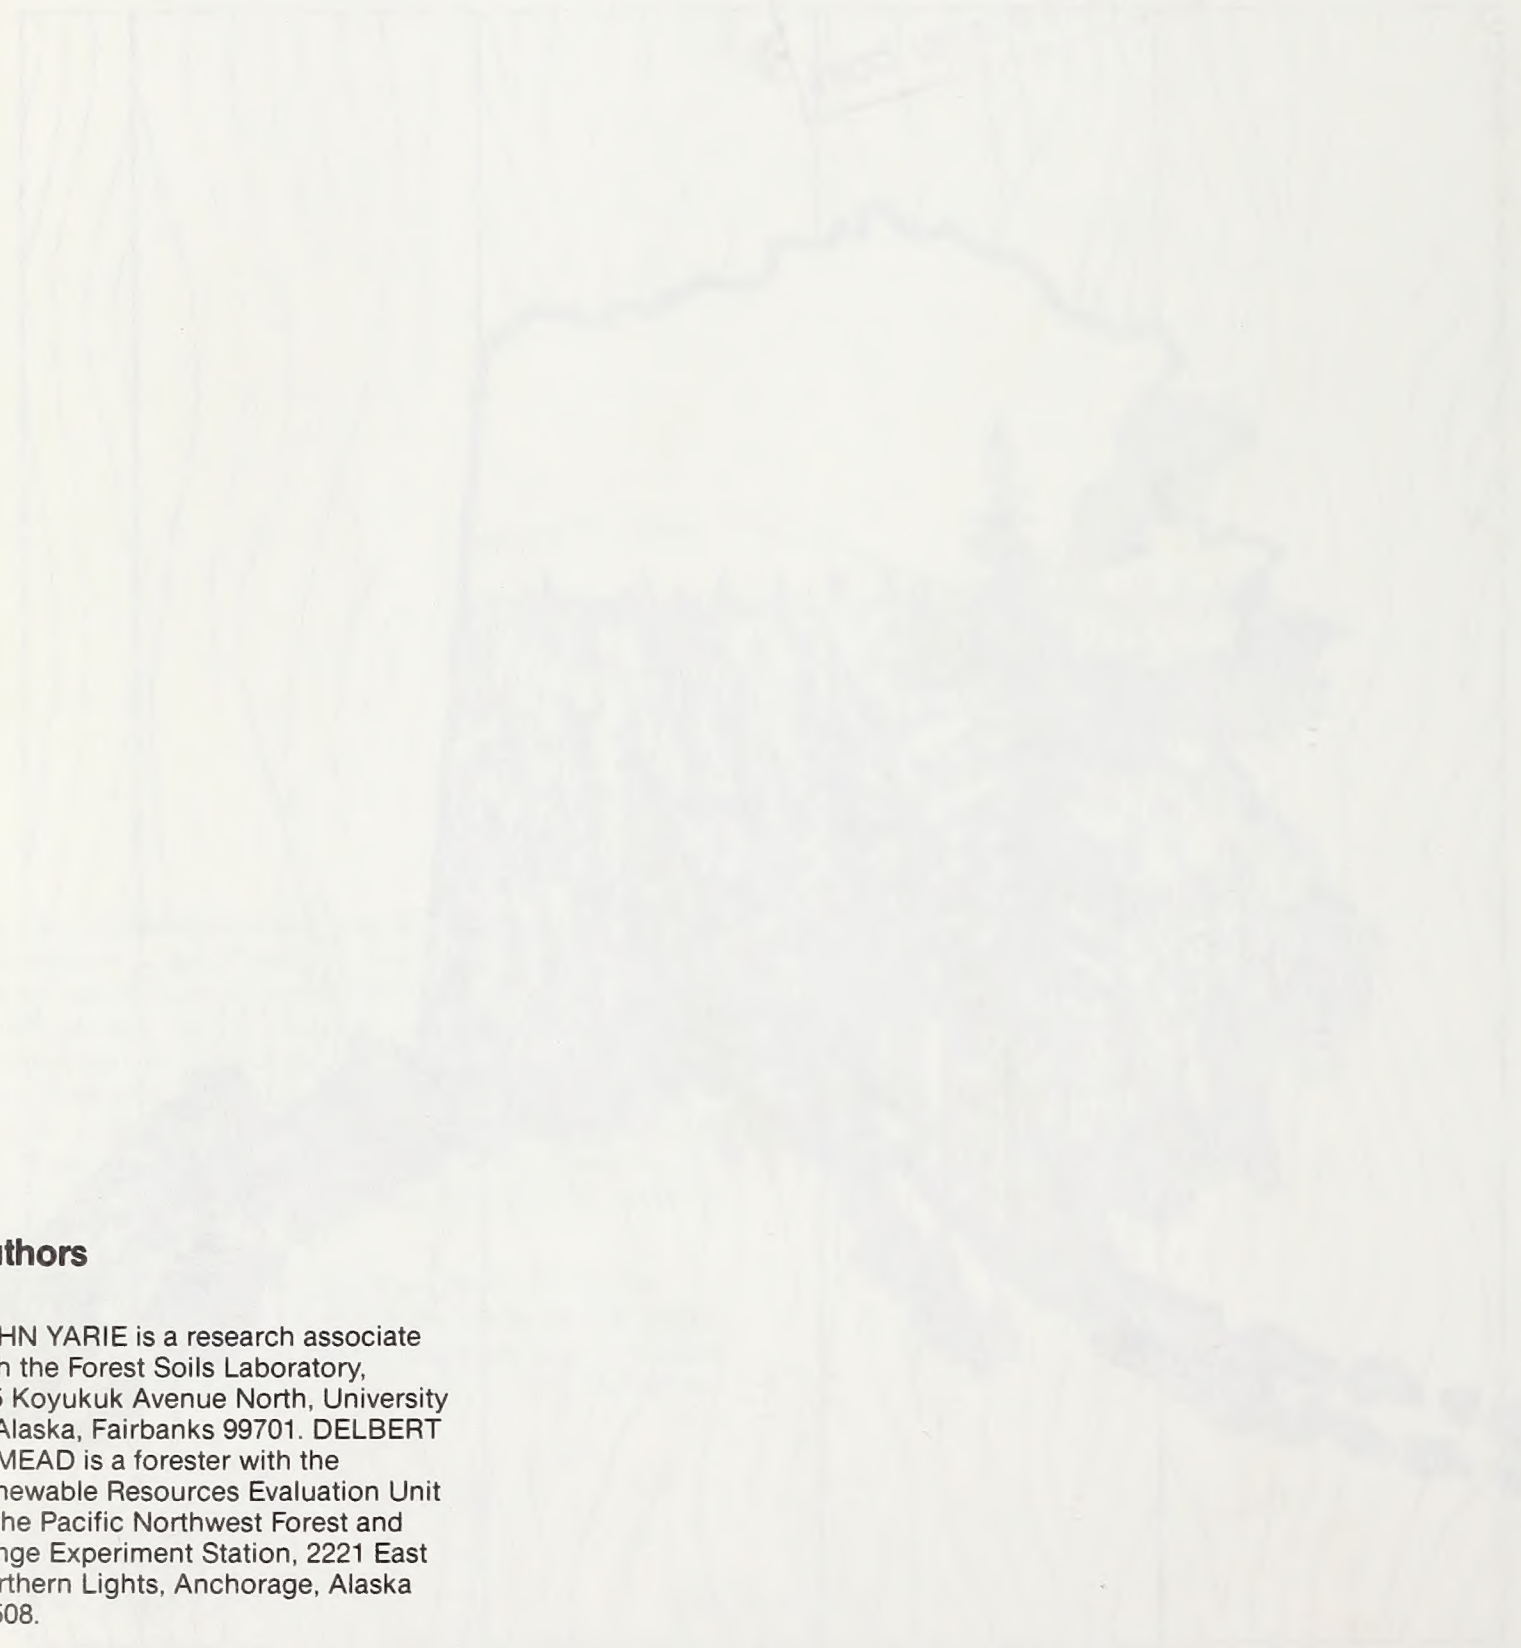 thors
HN YARIE is a research associate
the Forest Soils Laboratory,
Koyukuk Avenue North, University
Alaska, Fairbanks 99701. DELBERT
MEAD is a forester with the
newable Resources Evaluation Unit
he Pacific Northwest Forest and
nge Experiment Station, 2221 East
rthern Lights, Anchorage, Alaska
508.